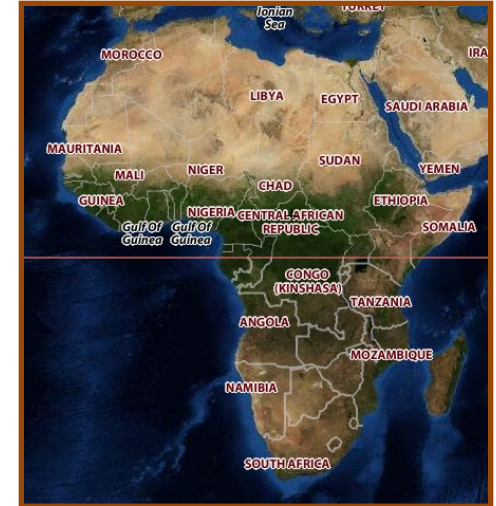 TURKEY
Ionian
Sea
MOROCCO
IRA
LIBYA
EGYPT
SAUDI ARABIA
MAURITANIA
MALI
NIGER
SUDAN
YEMEN
CHAD
GUINEA
NIGERIA
CENTRAL AFRICAN
REPUBLIC
ETHIOPIA
Gulf Of
Guinea
Gulf Of
Guinea
SOMALIA
CONGO
(KINSHASA)
TANZANIA
ANGOLA
MOZAMBIQUE
NAMIBIA
SOUTH AFRICA